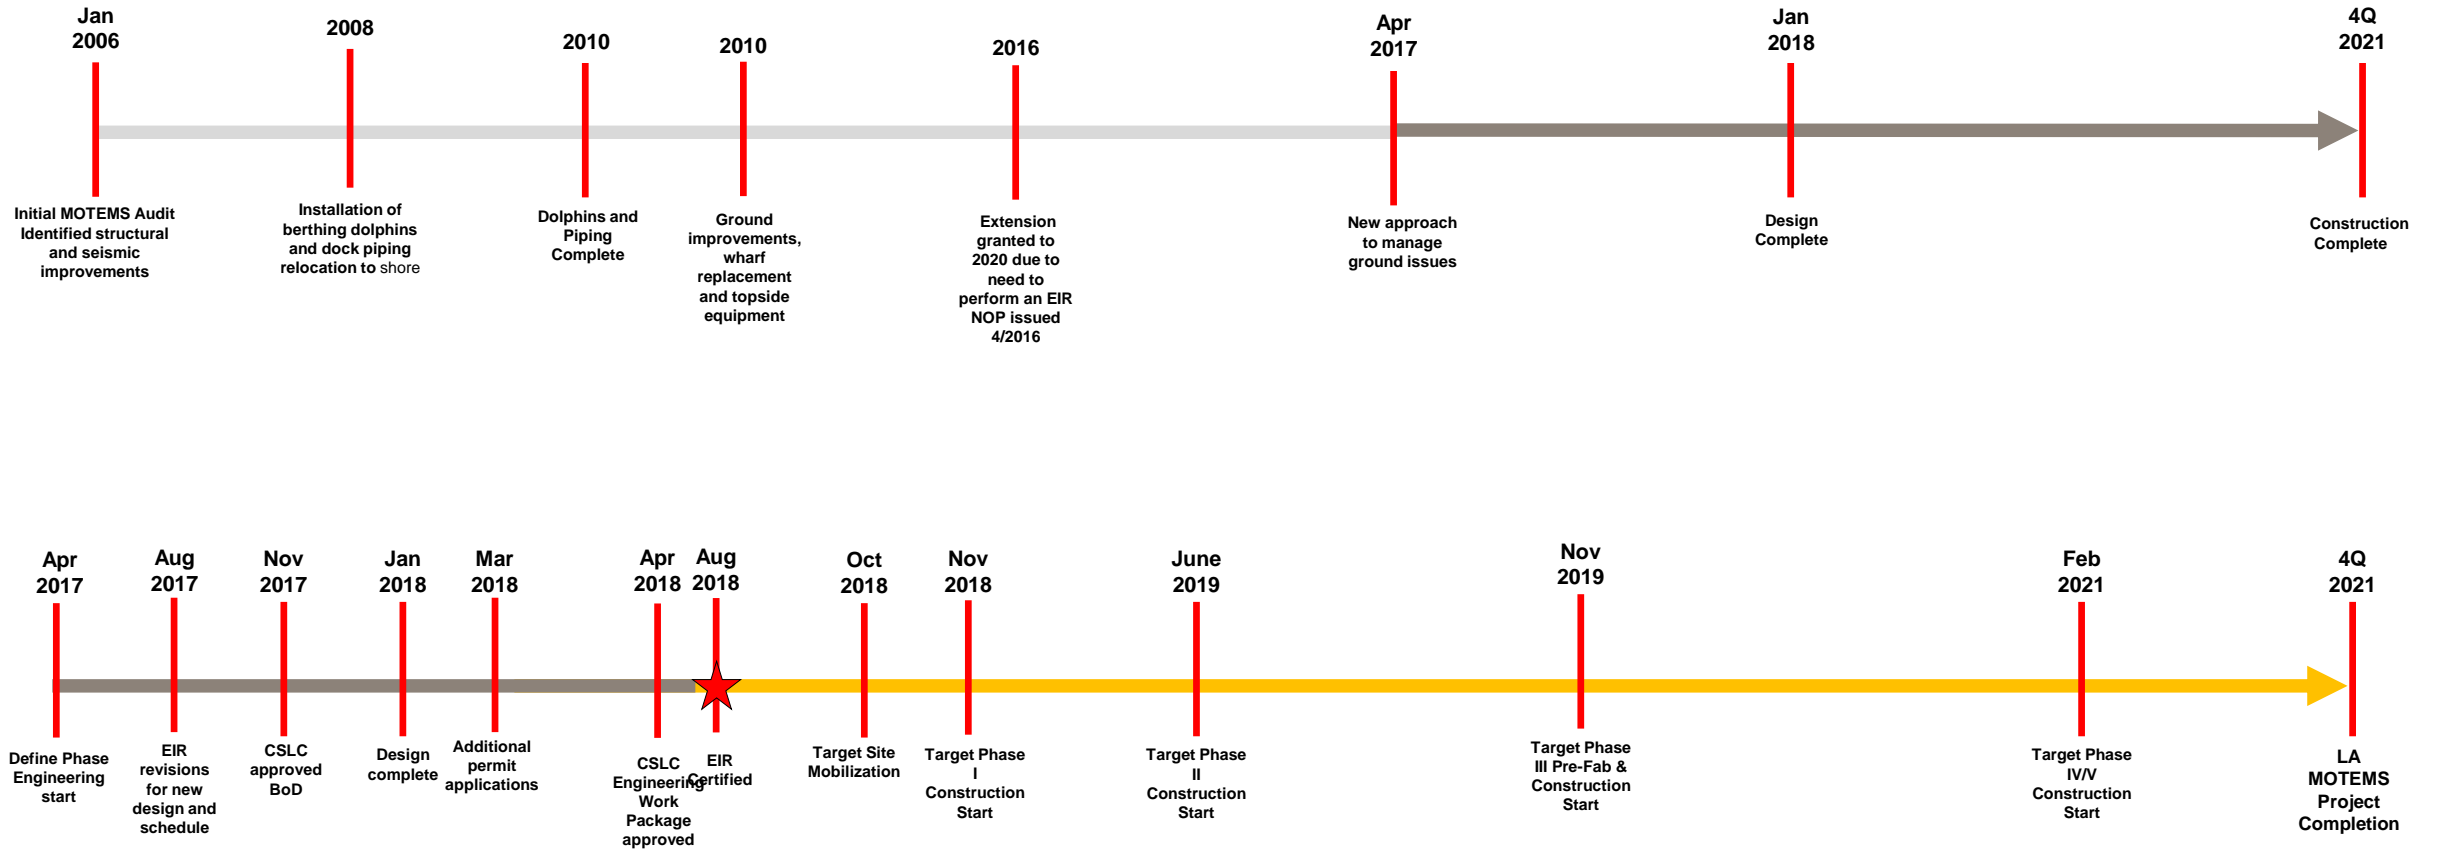 Jan
2006
Initial MOTEMS Audit
Identified structural
and seismic
improvements
2008
Installation of
berthing dolphins
and dock piping
relocation to shore
2010
Dolphins and
Piping
Complete
2010
Ground
improvements,
wharf
replacement
and topside
equipment
2016
Extension
granted to
2020 due to
need to
perform an EIR
NOP issued
4/2016
Apr
2017
New approach
to manage
ground issues
Jan
2018
Design
Complete
4Q
2021
Construction
Complete
Apr
2017
Define Phase
Engineering
start
Aug
2017
EIR
revisions
for new
design and
schedule
Nov
2017
CSLC
approved
BoD
Jan
2018
Design
complete
Mar
2018
Additional
permit
applications
Apr
2018
CSLC
Engineering
Work
Package
approved
Aug
2018
EIR
Certified
Oct
2018
Target Site
Mobilization
Nov
2018
Target Phase
I
Construction
Start
June
2019
Target Phase
II
Construction
Start
Nov
2019
Target Phase
III Pre-Fab &
Construction
Start
Feb
2021
Target Phase
IV/V
Construction
Start
4Q
2021
LA
MOTEMS
Project
Completion